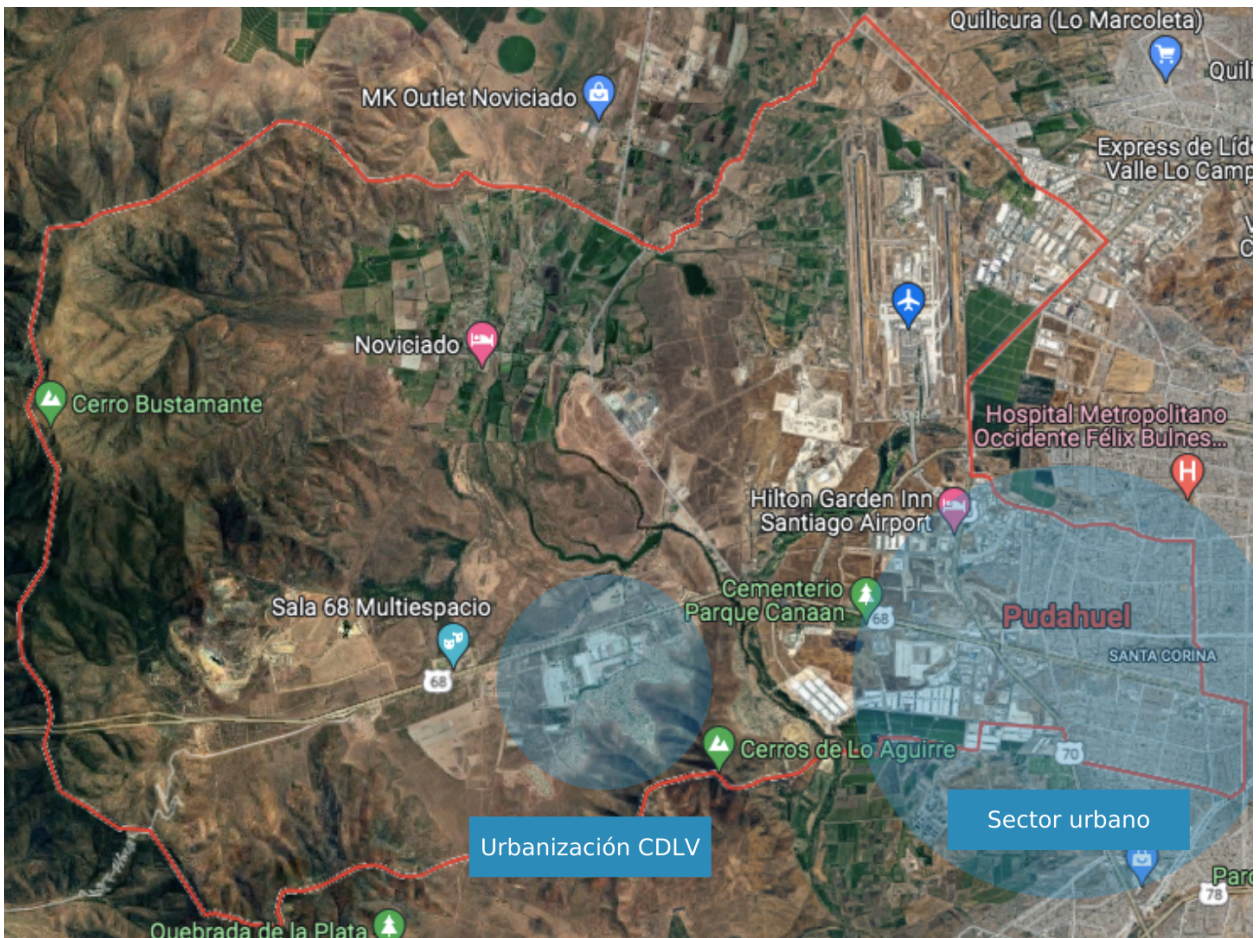 Quilicura (Lo Marcoleta)
Quili
MK Outlet Noviciado
Express de Líde
Valle Lo Camp
Noviciado
Cerro Bustamante
Hospital Metropolitano
Occidente Félix Bulnes...
H
Hilton Garden Inn
Santiago Airport
Cementerio
Parque Canaan
68
Sala 68 Multiespacio
Pudahuel
SANTA CORINA
68
Cerros de Lo Aguirre
70
Sector urbano
Urbanización CDLV
Parq
78
Quebrada de la Plata